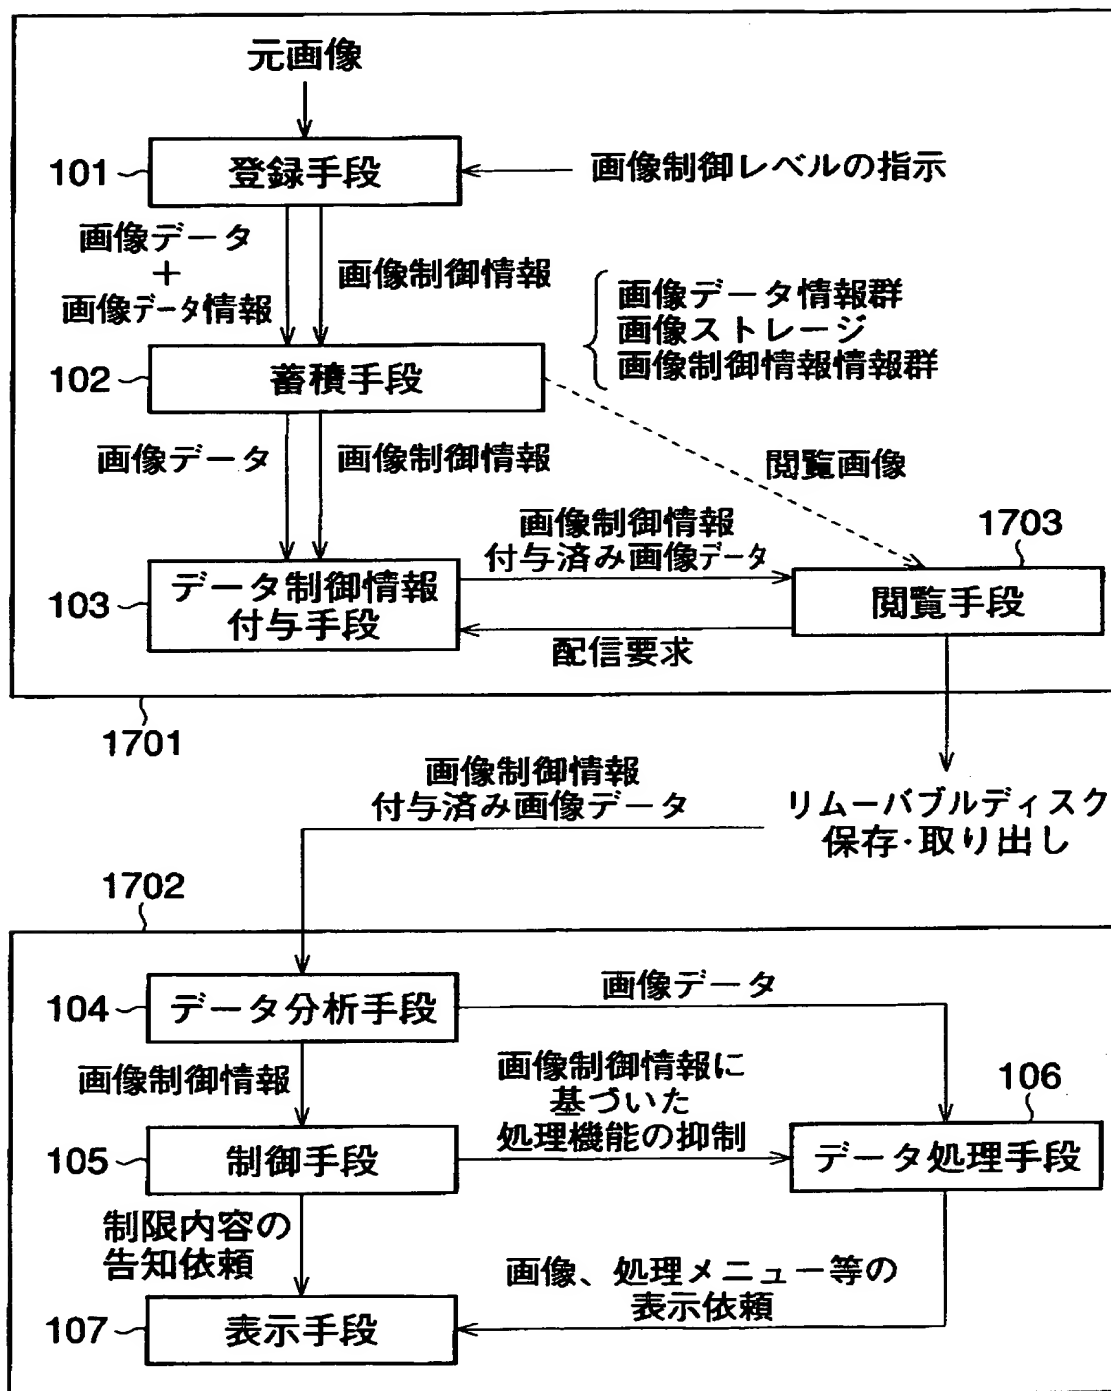 元画像
101
登録手段
画像制御レベルの指示
画像データ
+
画像データ情報
画像制御情報
画像データ情報群
画像ストレージ
画像制御情報情報群
102
蓄積手段
画像データ
画像制御情報
閲覧画像
画像制御情報
付与済み画像データ
1703
103
データ制御情報
付与手段
閲覧手段
配信要求
1701
画像制御情報
付与済み画像データ
リムーバブルディスク
保存・取り出し
1702
104
データ分析手段
画像データ
画像制御情報
画像制御情報に
基づいた
処理機能の抑制
106
105
制御手段
データ処理手段
制限内容の
告知依頼
画像、処理メニュー等の
表示依頼
107
表示手段